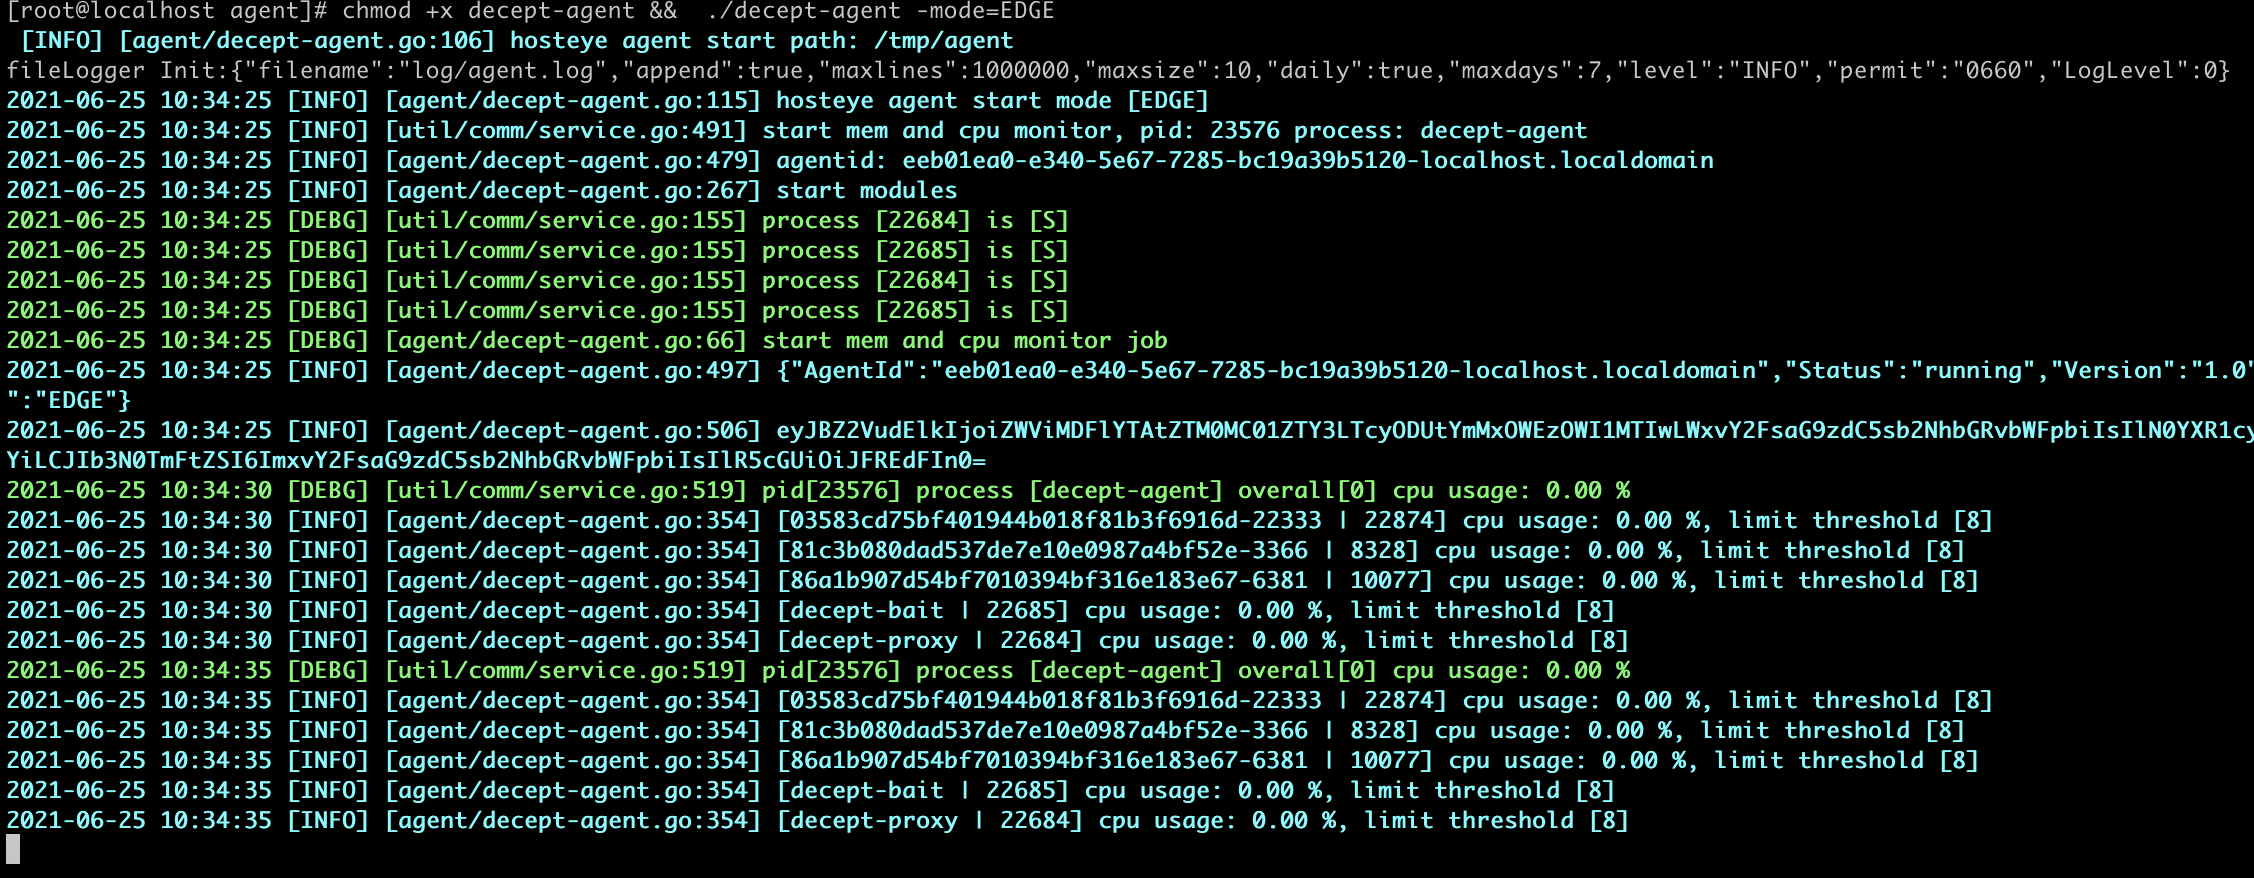 [root@localhost agent]# chmod +x decept-agent &&  ./decept-agent -mode=EDGE
 [INFO] [agent/decept-agent.go:106] hosteye agent start path: /tmp/agent
fileLogger Init:{"filename":"log/agent.log","append":true,"maxlines":1000000,"maxsize":10,"daily":true,"maxdays":7,"level":"INFO","permit":"0660","LogLevel":0}
2021-06-25 10:34:25 [INFO] [agent/decept-agent.go:115] hosteye agent start mode [EDGE]
2021-06-25 10:34:25 [INFO] [util/comm/service.go:491] start mem and cpu monitor, pid: 23576 process: decept-agent
2021-06-25 10:34:25 [INFO] [agent/decept-agent.go:479] agentid: eeb01ea0-e340-5e67-7285-bc19a39b5120-localhost.localdomain
2021-06-25 10:34:25 [INFO] [agent/decept-agent.go:267] start modules
2021-06-25 10:34:25 [DEBG] [util/comm/service.go:155] process [22684] is [S]
2021-06-25 10:34:25 [DEBG] [util/comm/service.go:155] process [22685] is [S]
2021-06-25 10:34:25 [DEBG] [util/comm/service.go:155] process [22684] is [S]
2021-06-25 10:34:25 [DEBG] [util/comm/service.go:155] process [22685] is [S]
2021-06-25 10:34:25 [DEBG] [agent/decept-agent.go:66] start mem and cpu monitor job
2021-06-25 10:34:25 [INFO] [agent/decept-agent.go:497] {"AgentId":"eeb01ea0-e340-5e67-7285-bc19a39b5120-localhost.localdomain","Status":"running","Version":"1.0"
":"EDGE"}
2021-06-25 10:34:25 [INFO] [agent/decept-agent.go:506] eyJBZ2VudElkIjoiZWViMDFlYTAtZTM0MC01ZTY3LTcyODUtYmMxOWEzOWI1MTIwLWxvY2FsaG9zdC5sb2NhbGRvbWFpbiIsIlN0YXR1cy
YiLCJIb3N0TmFtZSI6ImxvY2FsaG9zdC5sb2NhbGRvbWFpbiIsIlR5cGUiOiJFREdFIn0=
2021-06-25 10:34:30 [DEBG] [util/comm/service.go:519] pid[23576] process [decept-agent] overall[0] cpu usage: 0.00 %
2021-06-25 10:34:30 [INFO] [agent/decept-agent.go:354] [03583cd75bf401944b018f81b3f6916d-22333 | 22874] cpu usage: 0.00 %, limit threshold [8]
2021-06-25 10:34:30 [INFO] [agent/decept-agent.go:354] [81c3b080dad537de7e10e0987a4bf52e-3366 | 8328] cpu usage: 0.00 %, limit threshold [8]
2021-06-25 10:34:30 [INFO] [agent/decept-agent.go:354] [86a1b907d54bf7010394bf316e183e67-6381 | 10077] cpu usage: 0.00 %, limit threshold [8]
2021-06-25 10:34:30 [INFO] [agent/decept-agent.go:354] [decept-bait | 22685] cpu usage: 0.00 %, limit threshold [8]
2021-06-25 10:34:30 [INFO] [agent/decept-agent.go:354] [decept-proxy | 22684] cpu usage: 0.00 %, limit threshold [8]
2021-06-25 10:34:35 [DEBG] [util/comm/service.go:519] pid[23576] process [decept-agent] overall[0] cpu usage: 0.00 %
2021-06-25 10:34:35 [INFO] [agent/decept-agent.go:354] [03583cd75bf401944b018f81b3f6916d-22333 | 22874] cpu usage: 0.00 %, limit threshold [8]
2021-06-25 10:34:35 [INFO] [agent/decept-agent.go:354] [81c3b080dad537de7e10e0987a4bf52e-3366 | 8328] cpu usage: 0.00 %, limit threshold [8]
2021-06-25 10:34:35 [INFO] [agent/decept-agent.go:354] [86a1b907d54bf7010394bf316e183e67-6381 | 10077] cpu usage: 0.00 %, limit threshold [8]
2021-06-25 10:34:35 [INFO] [agent/decept-agent.go:354] [decept-bait | 22685] cpu usage: 0.00 %, limit threshold [8]
2021-06-25 10:34:35 [INFO] [agent/decept-agent.go:354] [decept-proxy | 22684] cpu usage: 0.00 %, limit threshold [8]